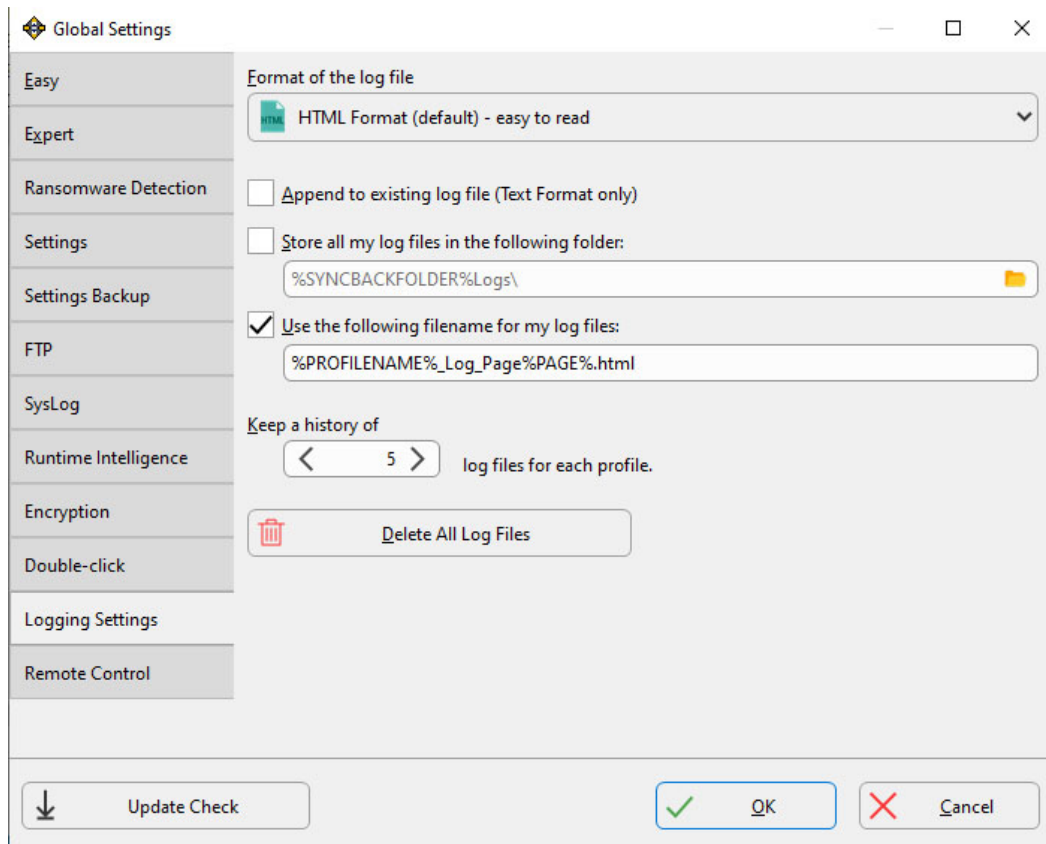 Global Settings
Easy
Expert
Ransomware Detection
Settings
Settings Backup
FTP
SysLog
Runtime Intelligence
Encryption
Double-click
Logging Settings
Remote Control
Format of the log file
HTML
HTML Format (default) - easy to read
Append to existing log file (Text Format only)
Store all my log files in the following folder:
%SYNCBACKFOLDER%Logs\
Use the following filename for my log files:
%PROFILENAME%_Log_Page%PAGE%.html
Keep a history of
5 log files for each profile.
Delete All Log Files
Update Check
OK
Cancel